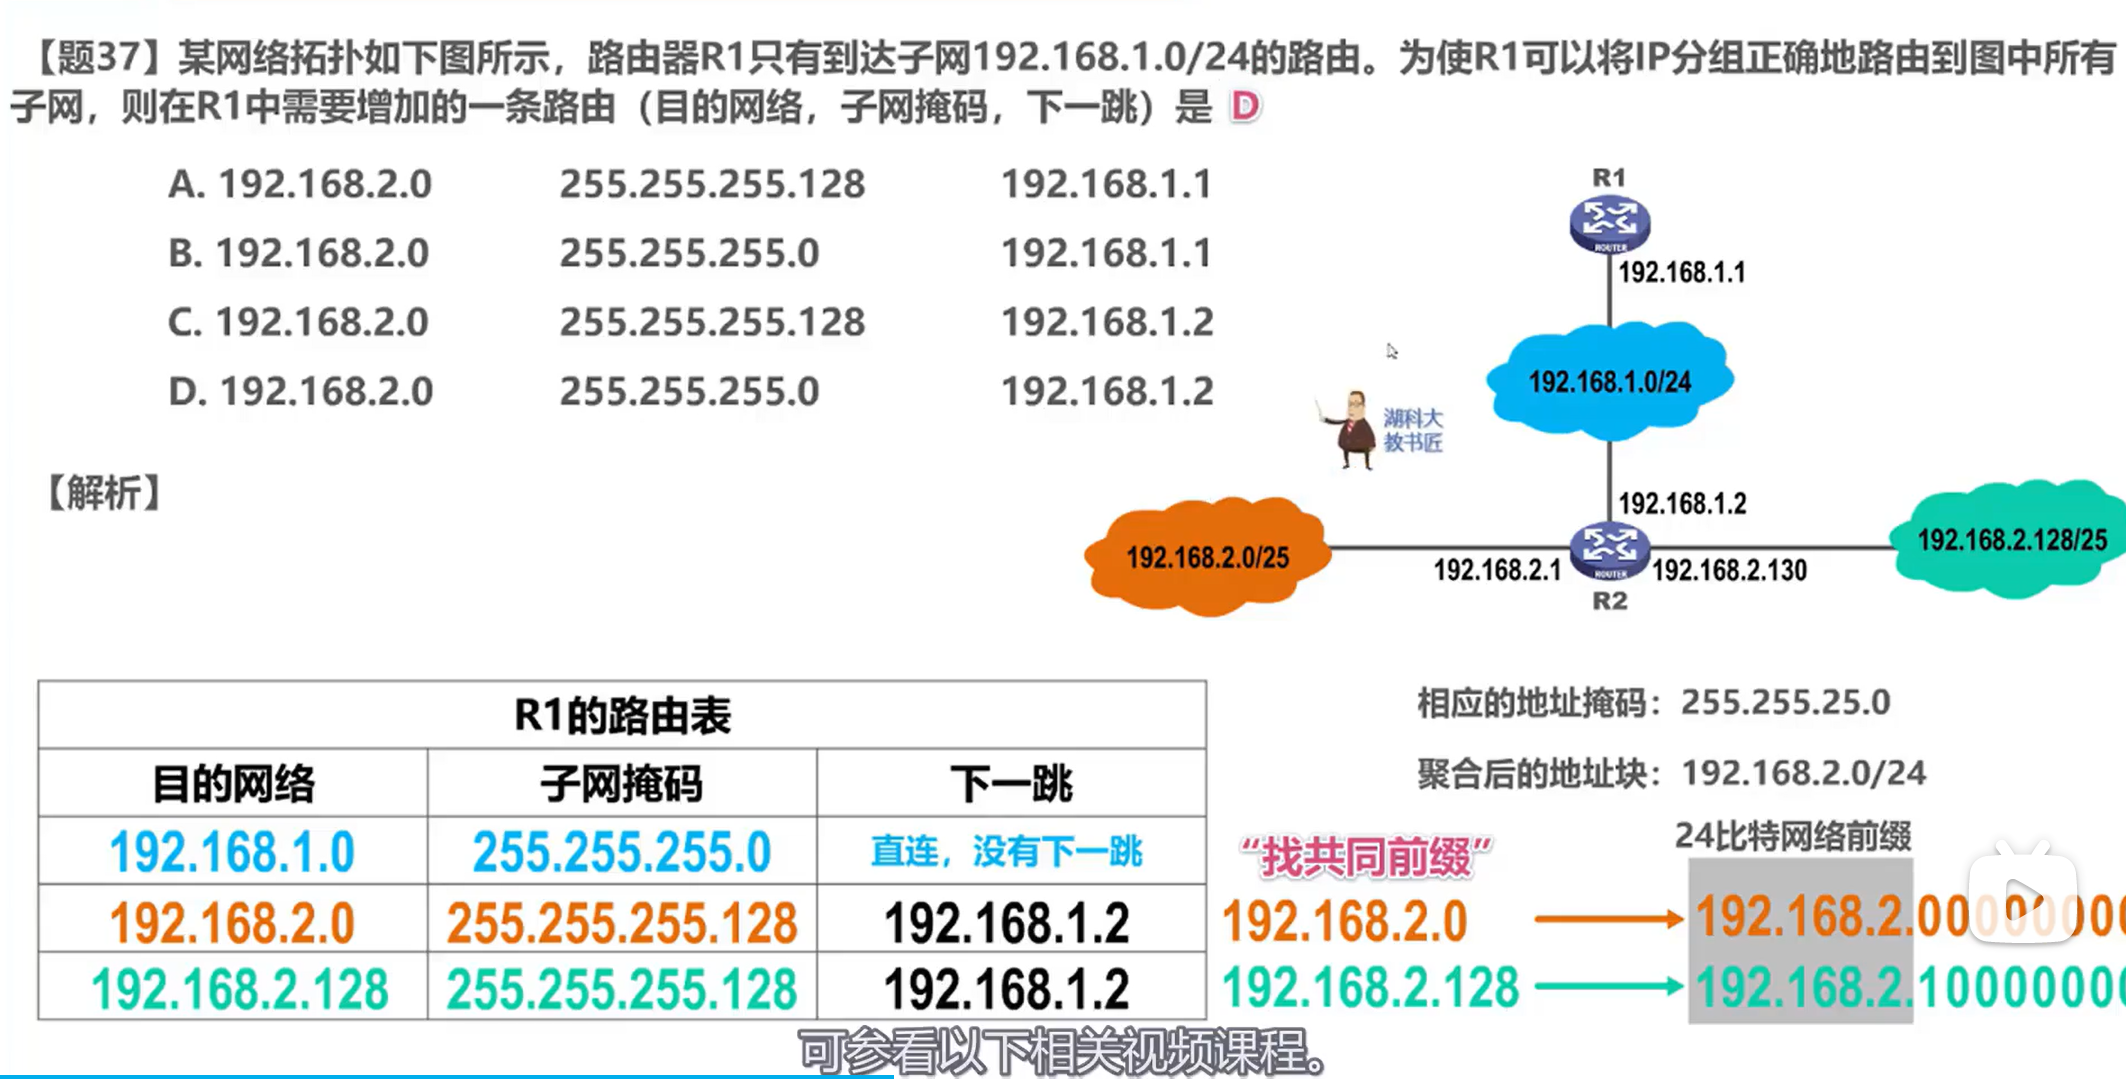 【题37】某网络拓扑如下图所示，路由器R1只有到达子网192.168.1.0/24的路由。为使R1可以将IP分组正确地路由到图中所有
子网，则在R1中需要增加的一条路由（目的网络，子网掩码，下一跳）是 D
A. 192.168.2.0 255.255.255.128 192.168.1.1
B. 192.168.2.0 255.255.255.0 192.168.1.1
C. 192.168.2.0 255.255.255.128 192.168.1.2
D. 192.168.2.0 255.255.255.0 192.168.1.2
R1
ROUTER
192.168.1.1
192.168.1.0/24
湖科大
教书匠
192.168.1.2
192.168.2.0/25
192.168.2.1
ROUTER
192.168.2.130
R2
192.168.2.128/25
【解析】
R1的路由表
目的网络 子网掩码 下一跳
192.168.1.0 255.255.255.0 直连，没有下一跳
192.168.2.0 255.255.255.128 192.168.1.2
192.168.2.128 255.255.255.128 192.168.1.2
相应的地址掩码：255.255.25.0
聚合后的地址块：192.168.2.0/24
24比特网络前缀
“找共同前缀”
192.168.2.0 192.168.2.00000000
192.168.2.128 192.168.2.10000000
可参看以下相关视频课程。